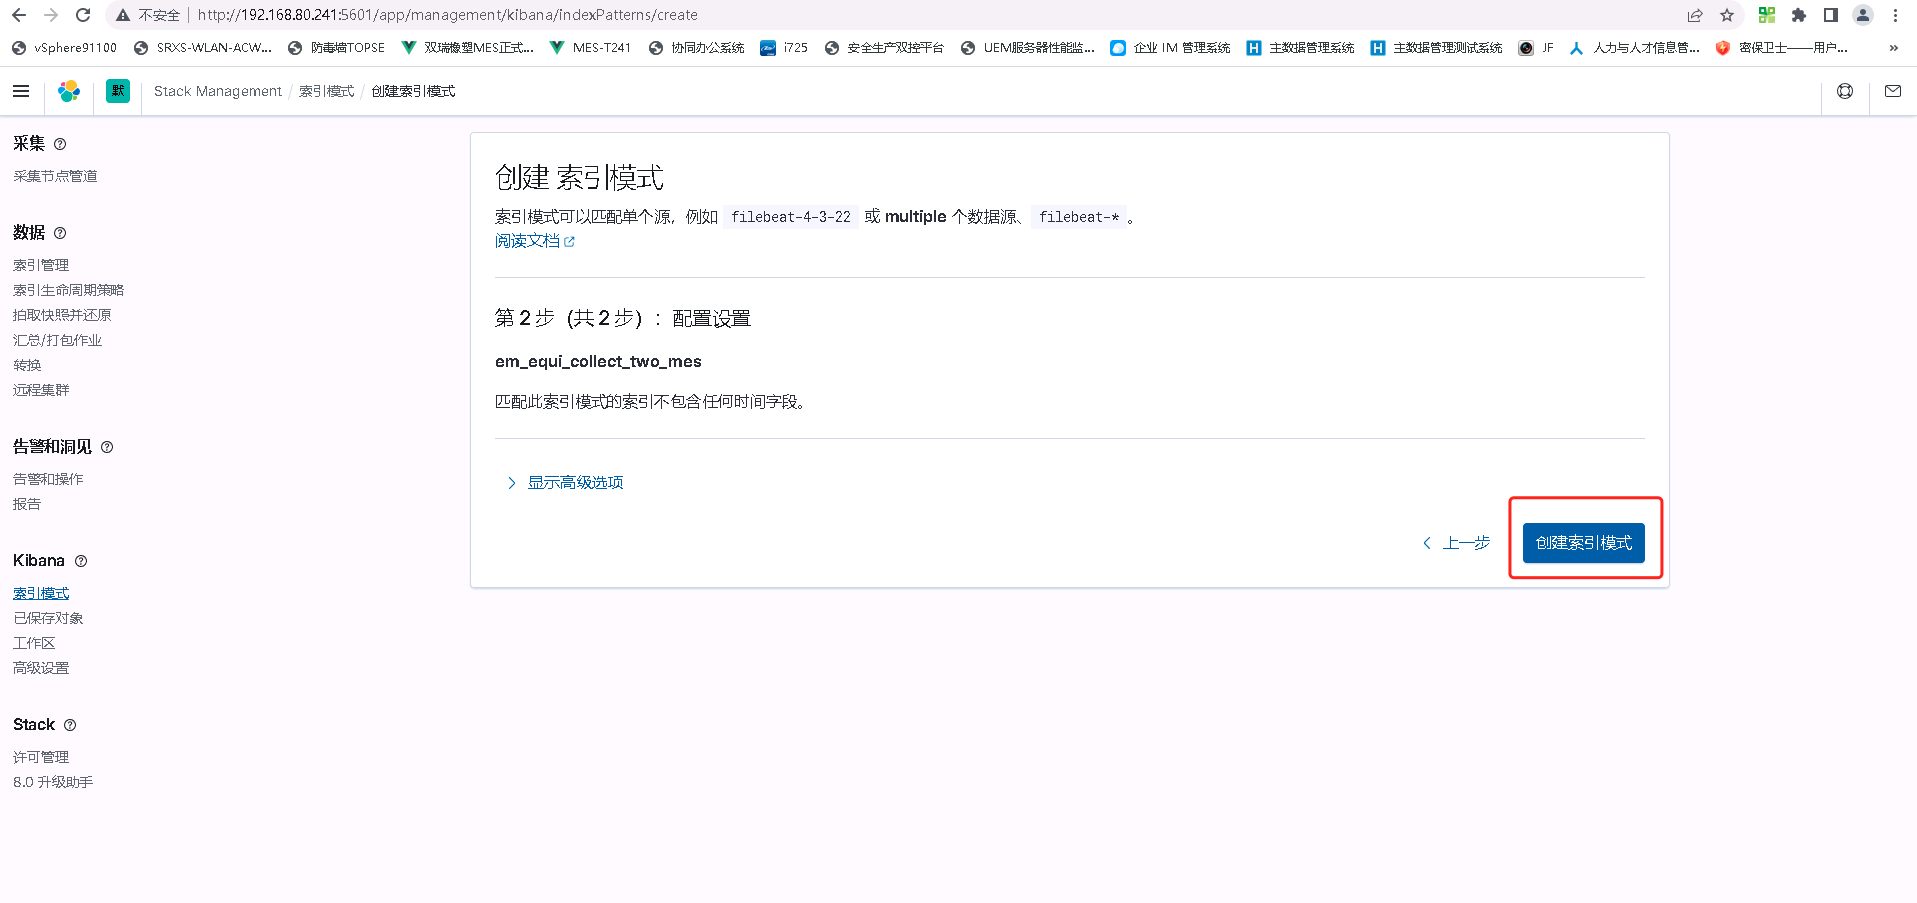 不安全 | http://192.168.80.241:5601/app/management/kibana/indexPatterns/create
vSphere91100 SRXS-WLAN-ACW... 防毒墙TOPSE 双瑞橡塑MES正式... MES-T241 协同办公系统 i725 安全生产双控平台 UEM服务器性能监... 企业 IM 管理系统 主数据管理系统 主数据管理测试系统 JF 人力与人才信息管... 密保卫士——用户... »
默 Stack Management / 索引模式 / 创建索引模式
采集
采集节点管道
数据
索引管理
索引生命周期策略
拍取快照并还原
汇总/打包作业
转换
远程集群
告警和洞见
告警和操作
报告
Kibana
索引模式
已保存对象
工作区
高级设置
Stack
许可管理
8.0 升级助手
创建 索引模式
索引模式可以匹配单个源，例如 filebeat-4-3-22 或 multiple 个数据源、 filebeat-* 。
阅读文档
第 2 步（共 2 步）：配置设置
em_equi_collect_two_mes
匹配此索引模式的索引不包含任何时间字段。
显示高级选项
上一步 创建索引模式